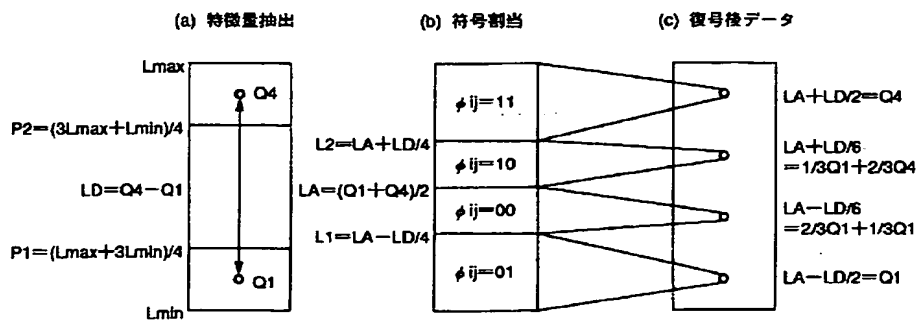 (a) 特徴量抽出
(b) 符号割当
(c) 復号後データ
Lmax
Q4
P2=(3Lmax+Lmin)/4
LD=Q4-Q1
P1=(Lmax+3Lmin)/4
Q1
Lmin
φij=11
L2=LA+LD/4
φij=10
LA=(Q1+Q4)/2
φij=00
L1=LA-LD/4
φij=01
LA+LD/2=Q4
LA+LD/6
=1/3Q1+2/3Q4
LA-LD/6
=2/3Q1+1/3Q1
LA-LD/2=Q1